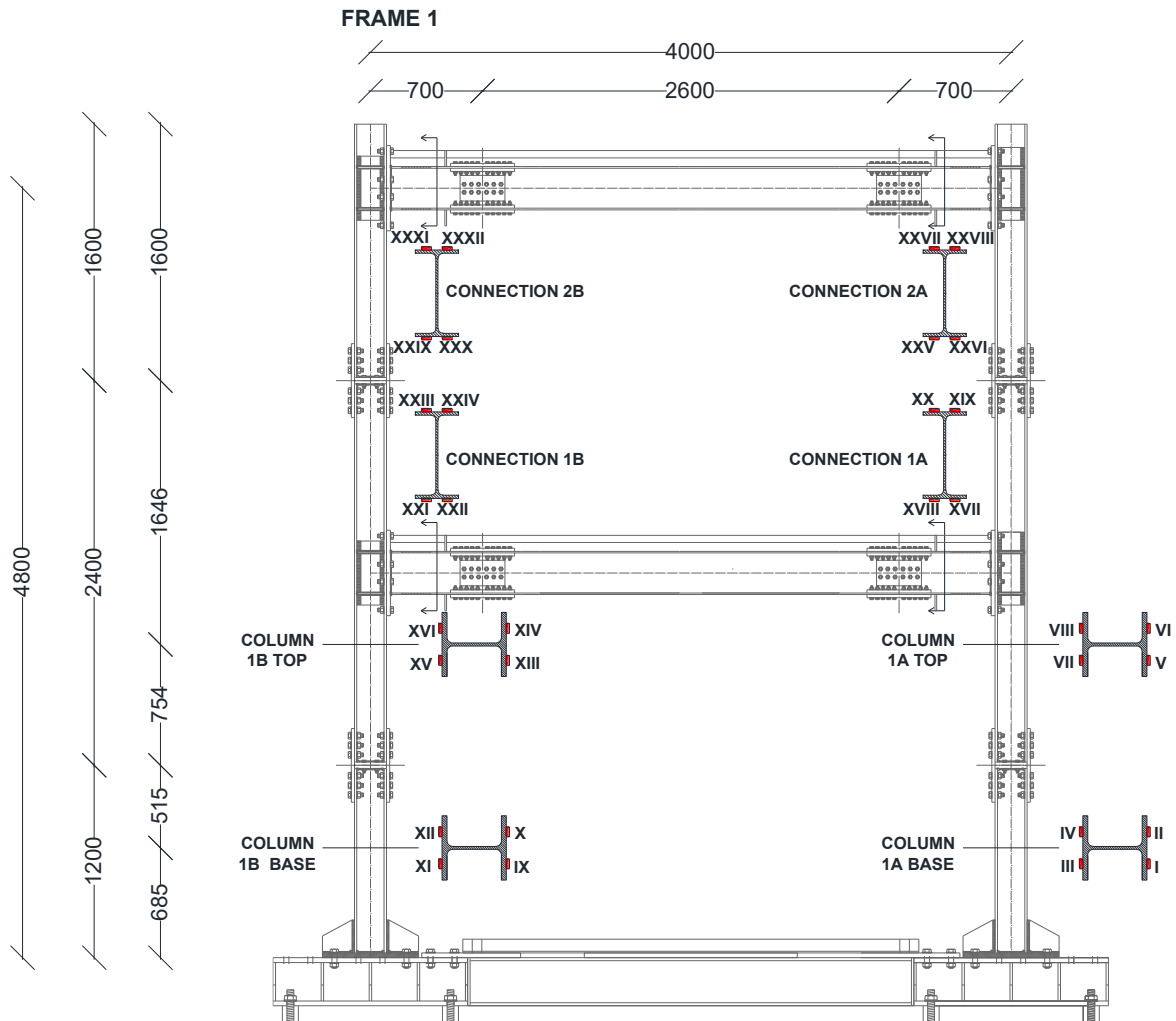 FRAME 1
4000
700
2600
700
1600
1600
XXXI
XXXII
XXVII
XXVIII
CONNECTION 2B
CONNECTION 2A
XXIX
XXX
XXV
XXVI
XXIII
XXIV
XX
XIX
1646
2400
4800
CONNECTION 1B
CONNECTION 1A
XXI
XXII
XVIII
XVII
COLUMN
1B TOP
XVI
XIV
XV
XIII
COLUMN
1A TOP
VIII
VI
VII
V
754
515
1200
685
COLUMN
1B BASE
XII
X
XI
IX
COLUMN
1A BASE
IV
II
III
I